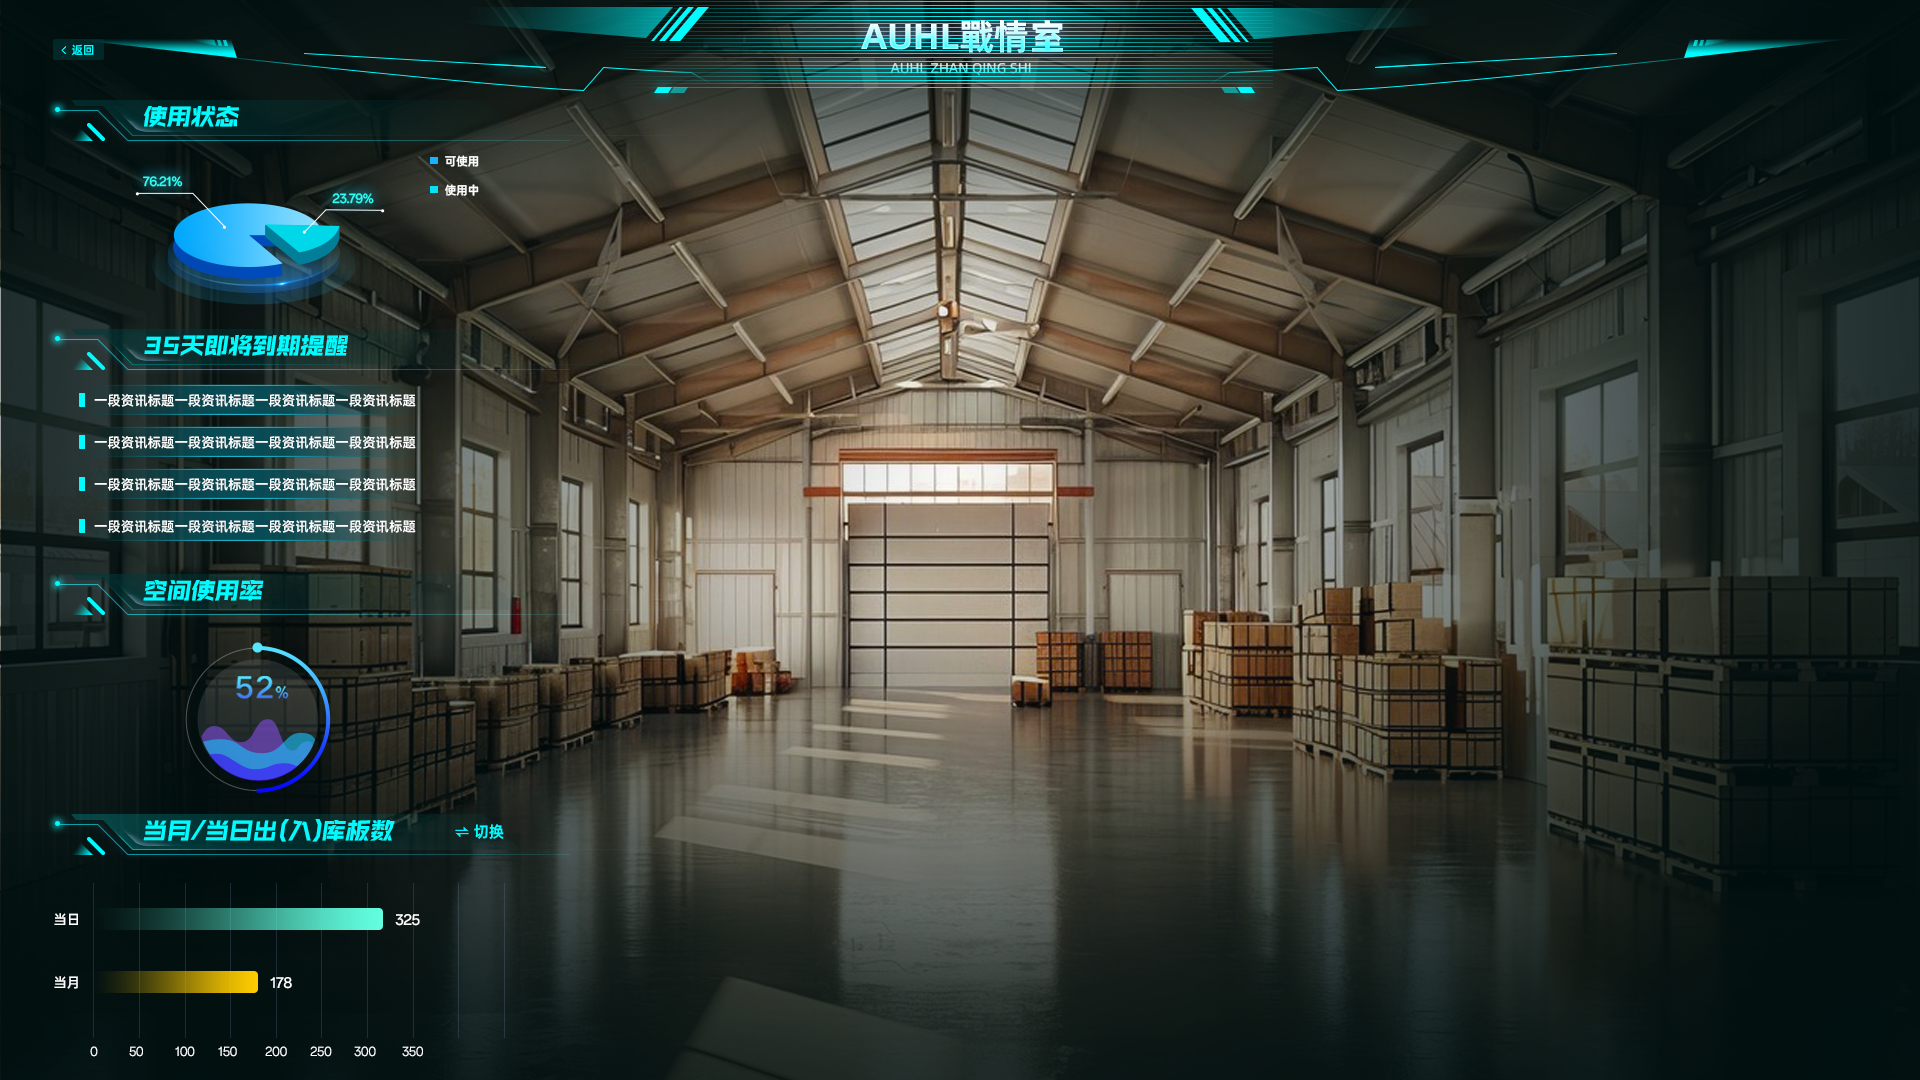 AUHL戰情室
AUHL ZHAN QING SHI
返回
使用状态
76.21%
23.79%
可使用
使用中
35天即将到期提醒
一段资讯标题一段资讯标题一段资讯标题一段资讯标题
一段资讯标题一段资讯标题一段资讯标题一段资讯标题
一段资讯标题一段资讯标题一段资讯标题一段资讯标题
一段资讯标题一段资讯标题一段资讯标题一段资讯标题
空间使用率
52%
当月/当日出(入)库板数
⇌ 切换
当日 325
当月 178
0 50 100 150 200 250 300 350